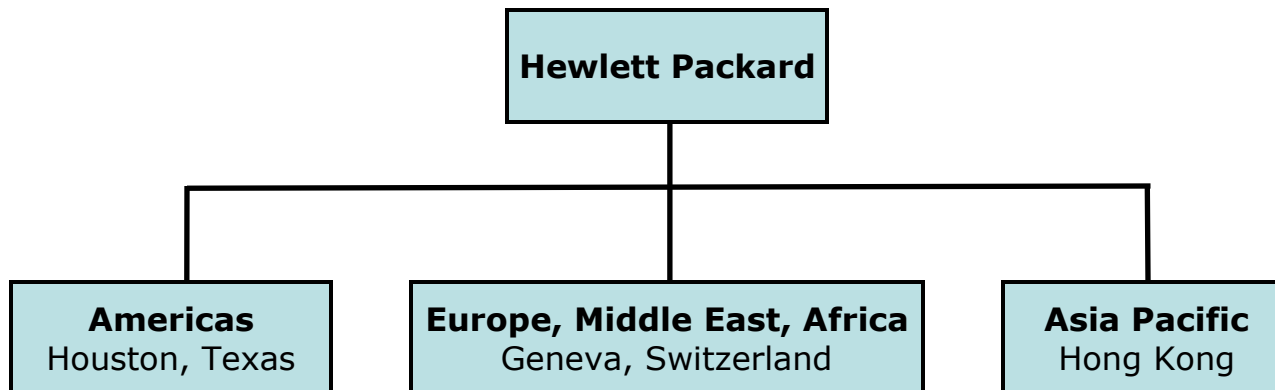 Hewlett Packard
Americas
Houston, Texas
Europe, Middle East, Africa
Geneva, Switzerland
Asia Pacific
Hong Kong